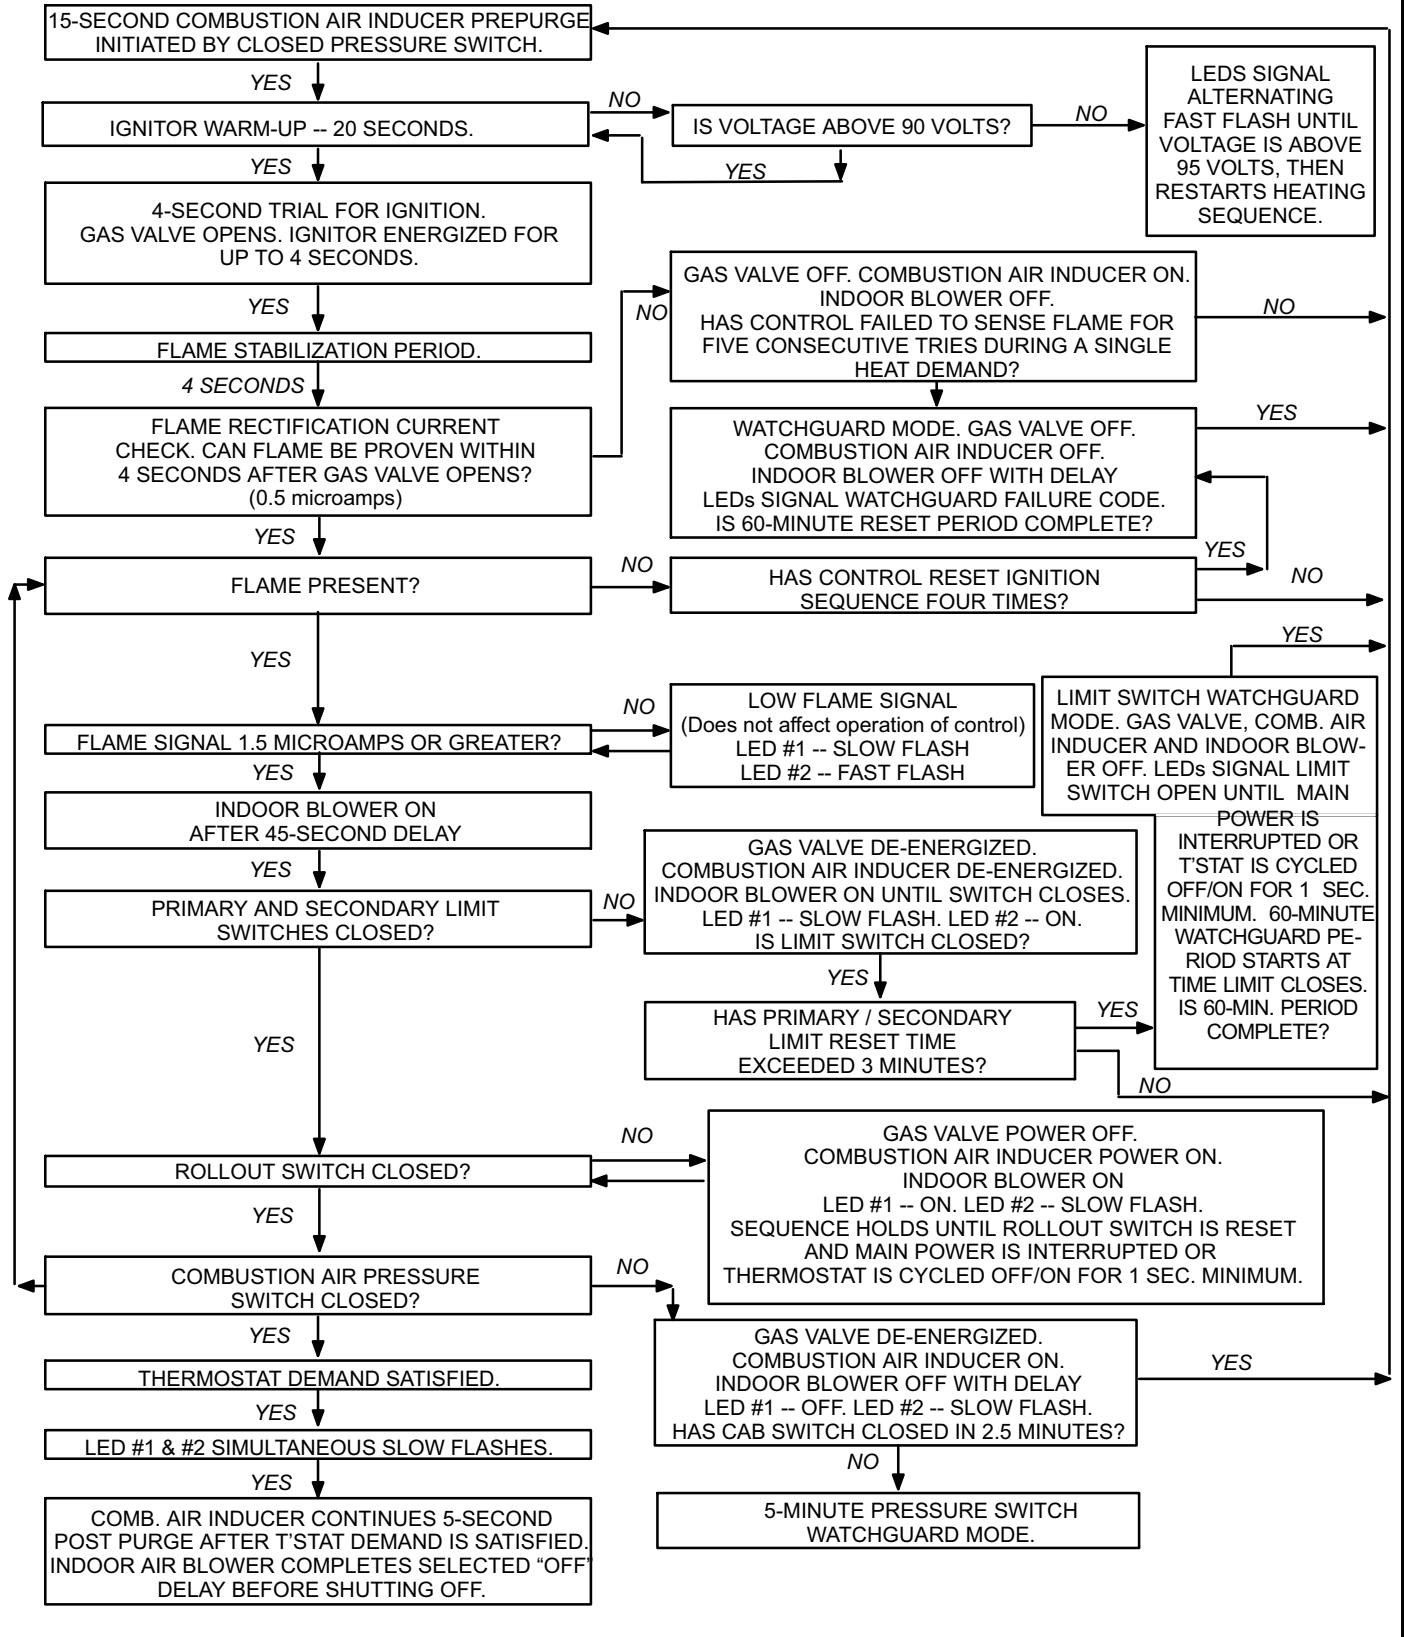 15-SECOND COMBUSTION AIR INDUCER PREPURGE
INITIATED BY CLOSED PRESSURE SWITCH.
YES
IGNITOR WARM-UP -- 20 SECONDS.
NO
IS VOLTAGE ABOVE 90 VOLTS?
NO
YES
LEDS SIGNAL
ALTERNATING
FAST FLASH UNTIL
VOLTAGE IS ABOVE
95 VOLTS, THEN
RESTARTS HEATING
SEQUENCE.
YES
4-SECOND TRIAL FOR IGNITION.
GAS VALVE OPENS. IGNITOR ENERGIZED FOR
UP TO 4 SECONDS.
YES
FLAME STABILIZATION PERIOD.
4 SECONDS
FLAME RECTIFICATION CURRENT
CHECK. CAN FLAME BE PROVEN WITHIN
4 SECONDS AFTER GAS VALVE OPENS?
(0.5 microamps)
NO
GAS VALVE OFF. COMBUSTION AIR INDUCER ON.
INDOOR BLOWER OFF.
HAS CONTROL FAILED TO SENSE FLAME FOR
FIVE CONSECUTIVE TRIES DURING A SINGLE
HEAT DEMAND?
NO
WATCHGUARD MODE. GAS VALVE OFF.
COMBUSTION AIR INDUCER OFF.
INDOOR BLOWER OFF WITH DELAY
LEDs SIGNAL WATCHGUARD FAILURE CODE.
IS 60-MINUTE RESET PERIOD COMPLETE?
YES
YES
FLAME PRESENT?
NO
HAS CONTROL RESET IGNITION
SEQUENCE FOUR TIMES?
YES
NO
YES
FLAME SIGNAL 1.5 MICROAMPS OR GREATER?
NO
LOW FLAME SIGNAL
(Does not affect operation of control)
LED #1 -- SLOW FLASH
LED #2 -- FAST FLASH
YES
LIMIT SWITCH WATCHGUARD
MODE. GAS VALVE, COMB. AIR
INDUCER AND INDOOR BLOW-
ER OFF. LEDs SIGNAL LIMIT
SWITCH OPEN UNTIL MAIN
POWER IS
INTERRUPTED OR
T'STAT IS CYCLED
OFF/ON FOR 1 SEC.
MINIMUM. 60-MINUTE
WATCHGUARD PE-
RIOD STARTS AT
TIME LIMIT CLOSES.
IS 60-MIN. PERIOD
COMPLETE?
YES
INDOOR BLOWER ON
AFTER 45-SECOND DELAY
YES
PRIMARY AND SECONDARY LIMIT
SWITCHES CLOSED?
NO
GAS VALVE DE-ENERGIZED.
COMBUSTION AIR INDUCER DE-ENERGIZED.
INDOOR BLOWER ON UNTIL SWITCH CLOSES.
LED #1 -- SLOW FLASH. LED #2 -- ON.
IS LIMIT SWITCH CLOSED?
YES
HAS PRIMARY / SECONDARY
LIMIT RESET TIME
EXCEEDED 3 MINUTES?
YES
NO
YES
ROLLOUT SWITCH CLOSED?
NO
GAS VALVE POWER OFF.
COMBUSTION AIR INDUCER POWER ON.
INDOOR BLOWER ON
LED #1 -- ON. LED #2 -- SLOW FLASH.
SEQUENCE HOLDS UNTIL ROLLOUT SWITCH IS RESET
AND MAIN POWER IS INTERRUPTED OR
THERMOSTAT IS CYCLED OFF/ON FOR 1 SEC. MINIMUM.
YES
COMBUSTION AIR PRESSURE
SWITCH CLOSED?
NO
GAS VALVE DE-ENERGIZED.
COMBUSTION AIR INDUCER ON.
INDOOR BLOWER OFF WITH DELAY
LED #1 -- OFF. LED #2 -- SLOW FLASH.
HAS CAB SWITCH CLOSED IN 2.5 MINUTES?
YES
NO
5-MINUTE PRESSURE SWITCH
WATCHGUARD MODE.
YES
THERMOSTAT DEMAND SATISFIED.
YES
LED #1 & #2 SIMULTANEOUS SLOW FLASHES.
YES
COMB. AIR INDUCER CONTINUES 5-SECOND
POST PURGE AFTER T'STAT DEMAND IS SATISFIED.
INDOOR AIR BLOWER COMPLETES SELECTED “OFF”
DELAY BEFORE SHUTTING OFF.